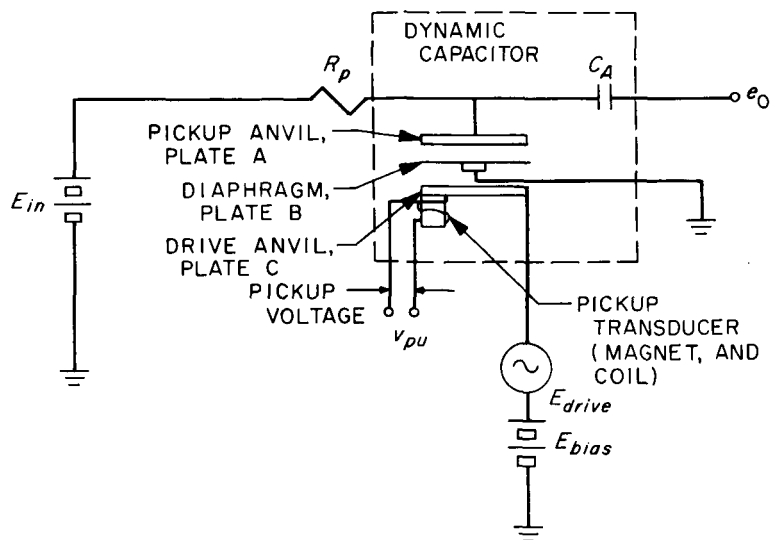 DYNAMIC
CAPACITOR
R_p
C_A
e_o
PICKUP ANVIL,
PLATE A
DIAPHRAGM,
PLATE B
E_in
DRIVE ANVIL,
PLATE C
PICKUP
VOLTAGE
v_pu
PICKUP
TRANSDUCER
(MAGNET, AND
COIL)
E_drive
E_bias